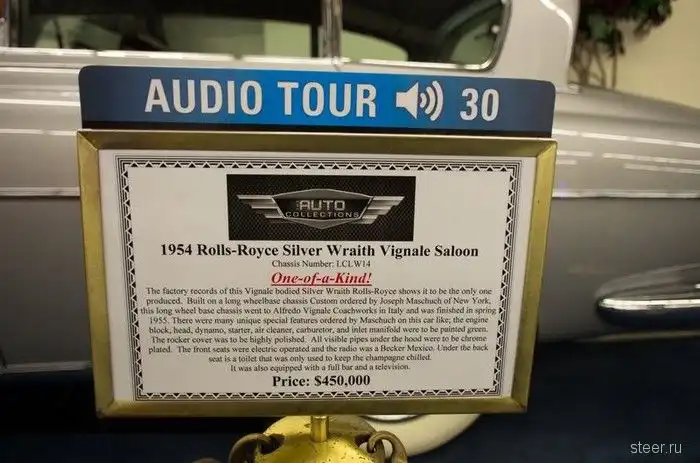 AUDIO TOUR 30
THE AUTO
COLLECTIONS
1954 Rolls-Royce Silver Wraith Vignale Saloon
Chassis Number: LCLW14
One-of-a-Kind!
The factory records of this Vignale bodied Silver Wraith Rolls-Royce shows it to be the only one
produced. Built on a long wheelbase chassis Custom ordered by Joseph Maschuch of New York,
this long wheel base chassis went to Alfredo Vignale Coachworks in Italy and was finished in spring
1955. There were many unique special features ordered by Maschuch on this car like; the engine
block, head, dynamo, starter, air cleaner, carburetor, and inlet manifold were to be painted green.
The rocker cover was to be highly polished. All visible pipes under the hood were to be chrome
plated. The front seats were electric operated and the radio was a Becker Mexico. Under the back
seat is a toilet that was only used to keep the champagne chilled.
It was also equipped with a full bar and a television.
Price: $450,000
steer.ru